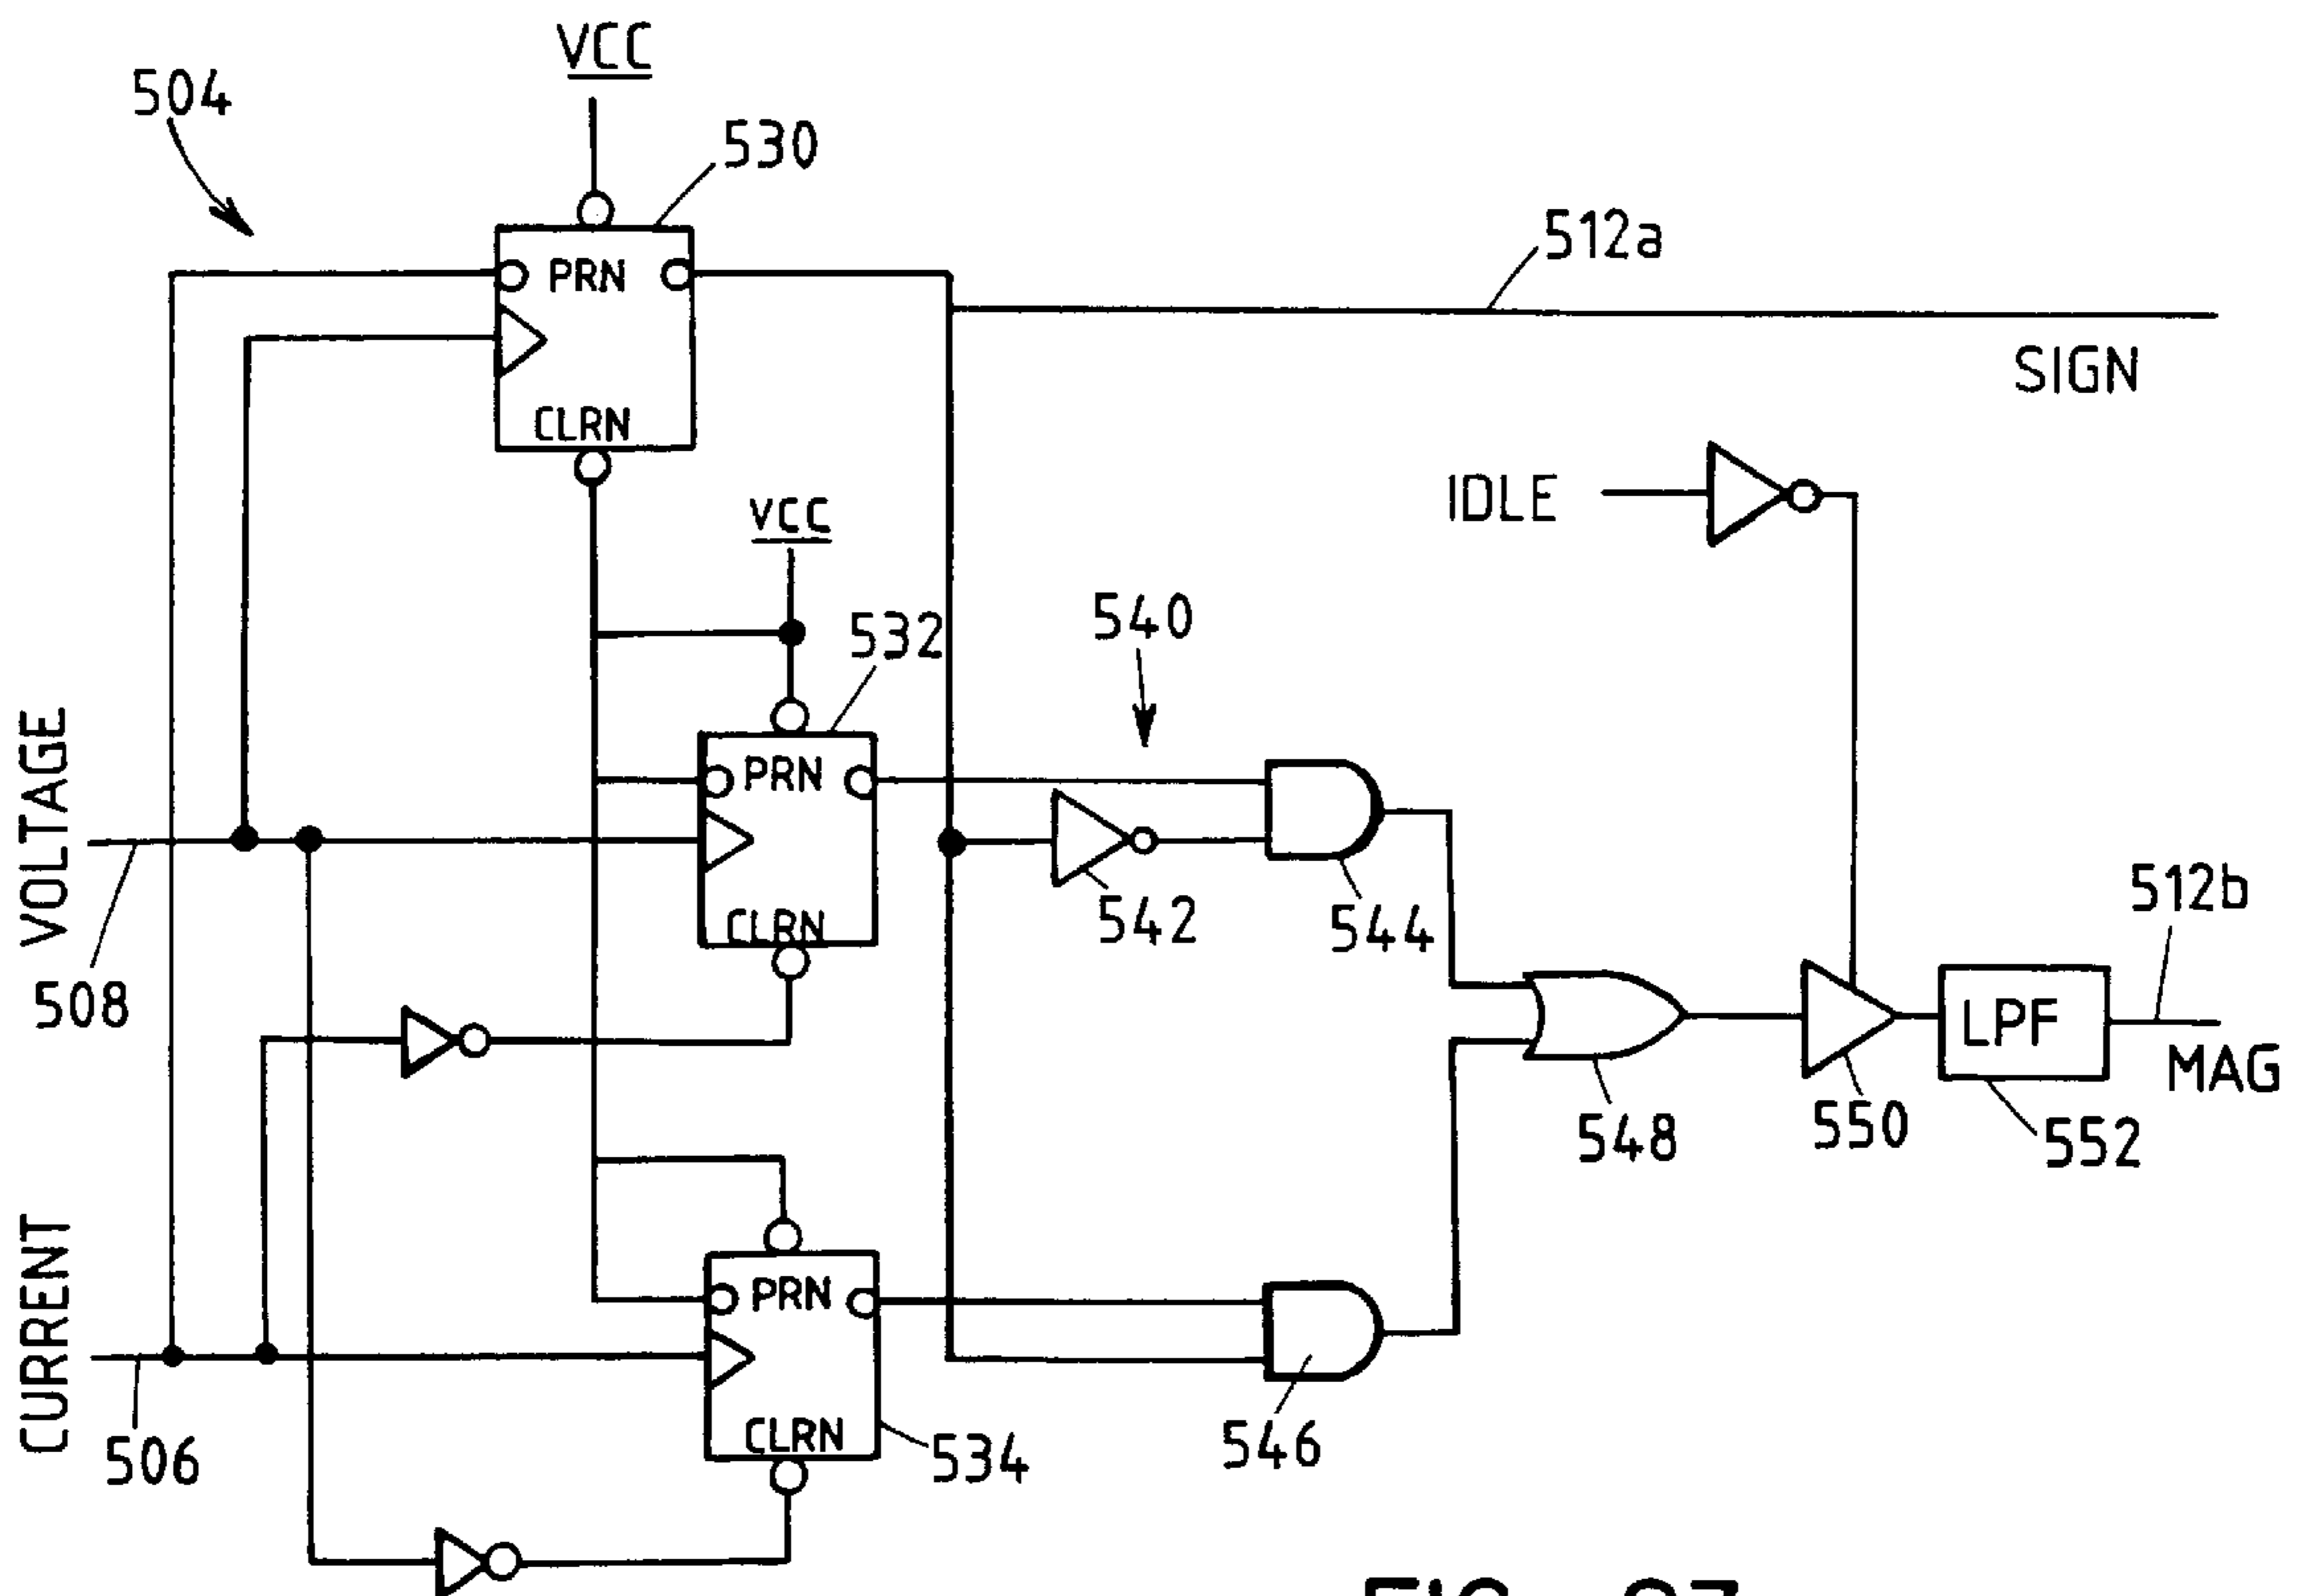 VCC
504
530
512a
PRN
SIGN
CLRN
IDLE
VCC
532
540
VOLTAGE
PRN
542
544
512b
CLRN
508
LPF
MAG
548
550
552
CURRENT
PRN
CLRN
534
546
506